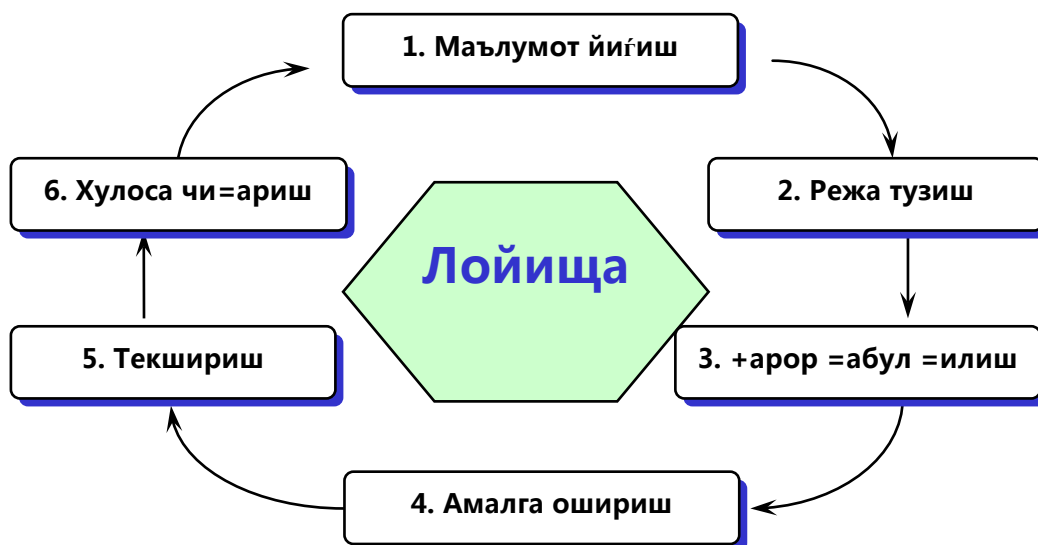 1. Маълумот йиѓиш
2. Режа тузиш
3. +арор =абул =илиш
4. Амалга ошириш
5. Текшириш
6. Хулоса чи=ариш
Лойища